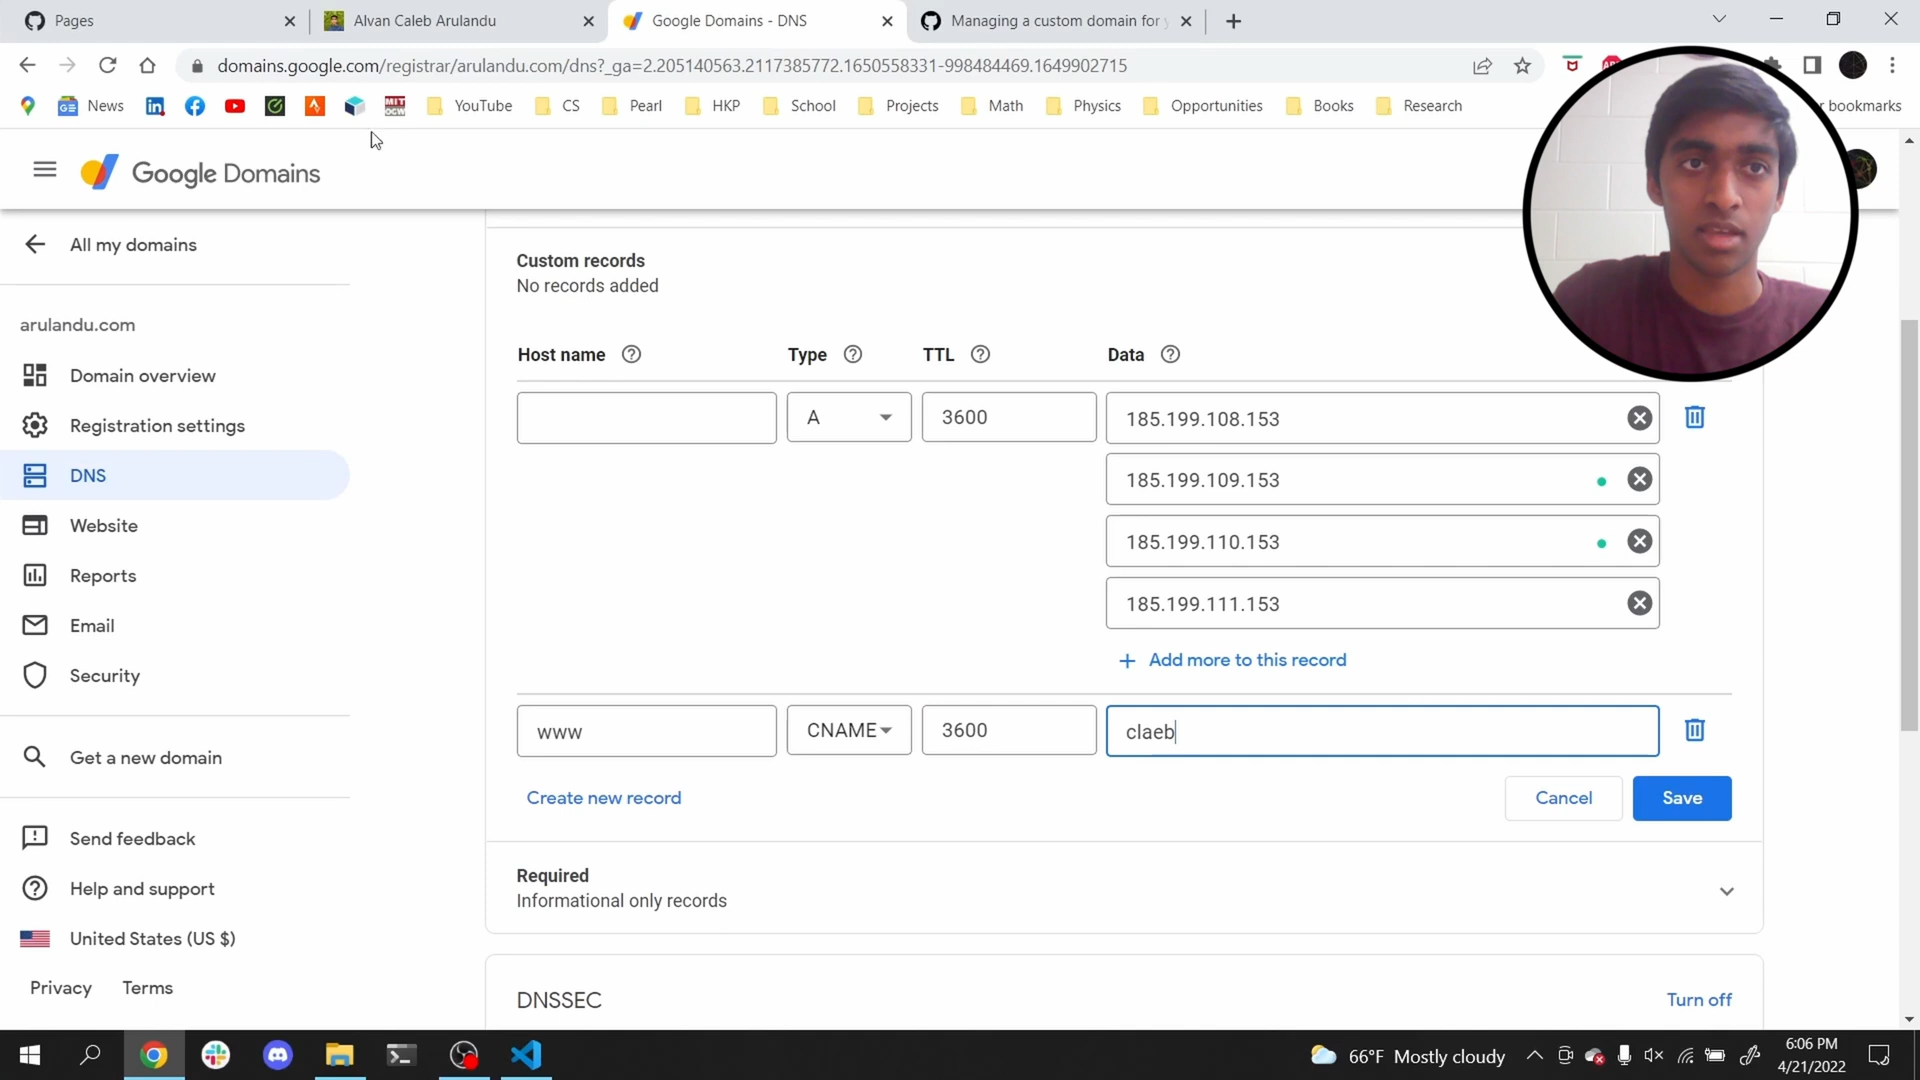 Pages
Alvan Caleb Arulandu
Google Domains - DNS
Managing a custom domain for
domains.google.com/registrar/arulandu.com/dns?_ga=2.205140563.2117385772.1650558331-998484469.1649902715
News
YouTube
CS
Pearl
HKP
School
Projects
Math
Physics
Opportunities
Books
Research
bookmarks
Google Domains
All my domains
arulandu.com
Domain overview
Registration settings
DNS
Website
Reports
Email
Security
Get a new domain
Send feedback
Help and support
United States (US $)
Privacy Terms
Custom records
No records added
Host name Type TTL Data
A 3600 185.199.108.153
185.199.109.153
185.199.110.153
185.199.111.153
+ Add more to this record
www CNAME 3600 claeb
Create new record Cancel Save
Required
Informational only records
DNSSEC Turn off
66°F Mostly cloudy
6:06 PM
4/21/2022